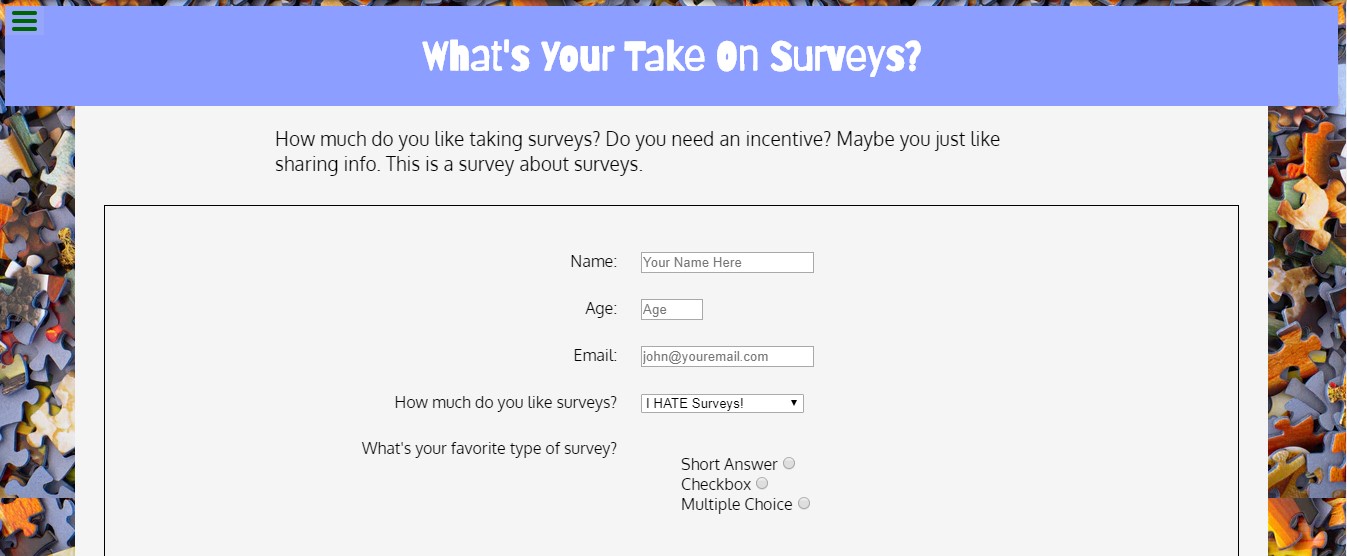 What's Your Take On Surveys?
How much do you like taking surveys? Do you need an incentive? Maybe you just like
sharing info. This is a survey about surveys.
Name: Your Name Here
Age: Age
Email: john@youremail.com
How much do you like surveys? I HATE Surveys!
What's your favorite type of survey?
Short Answer
Checkbox
Multiple Choice